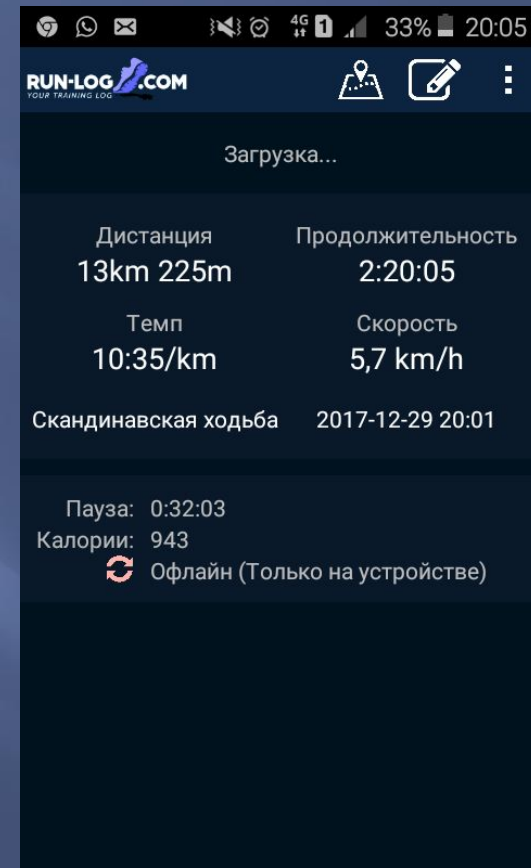 4G 1 33% 20:05
RUN-LOG .COM
YOUR TRAINING LOG
Загрузка...
Дистанция Продолжительность
13km 225m 2:20:05
Темп Скорость
10:35/km 5,7 km/h
Скандинавская ходьба 2017-12-29 20:01
Пауза: 0:32:03
Калории: 943
Офлайн (Только на устройстве)